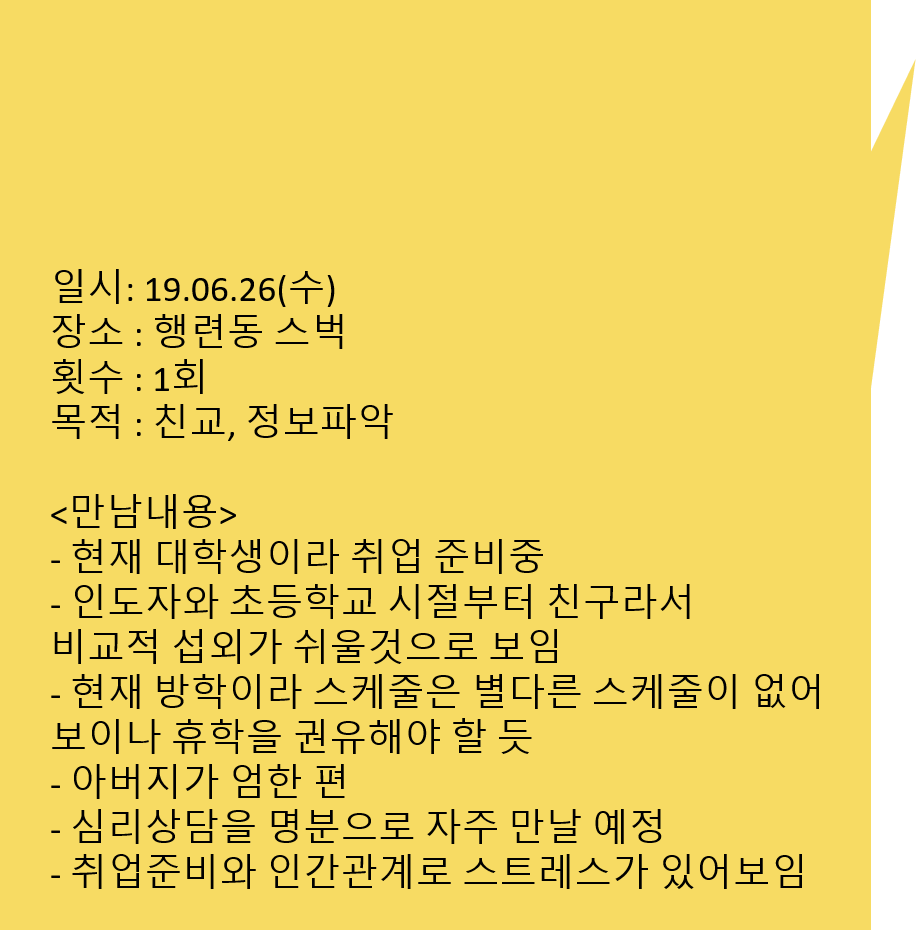 일시: 19.06.26(수)
장소 : 행련동 스벅
횟수 : 1회
목적 : 친교, 정보파악
<만남내용>
- 현재 대학생이라 취업 준비중
- 인도자와 초등학교 시절부터 친구라서
비교적 섭외가 쉬울것으로 보임
- 현재 방학이라 스케줄은 별다른 스케줄이 없어
보이나 휴학을 권유해야 할 듯
- 아버지가 엄한 편
- 심리상담을 명분으로 자주 만날 예정
- 취업준비와 인간관계로 스트레스가 있어보임